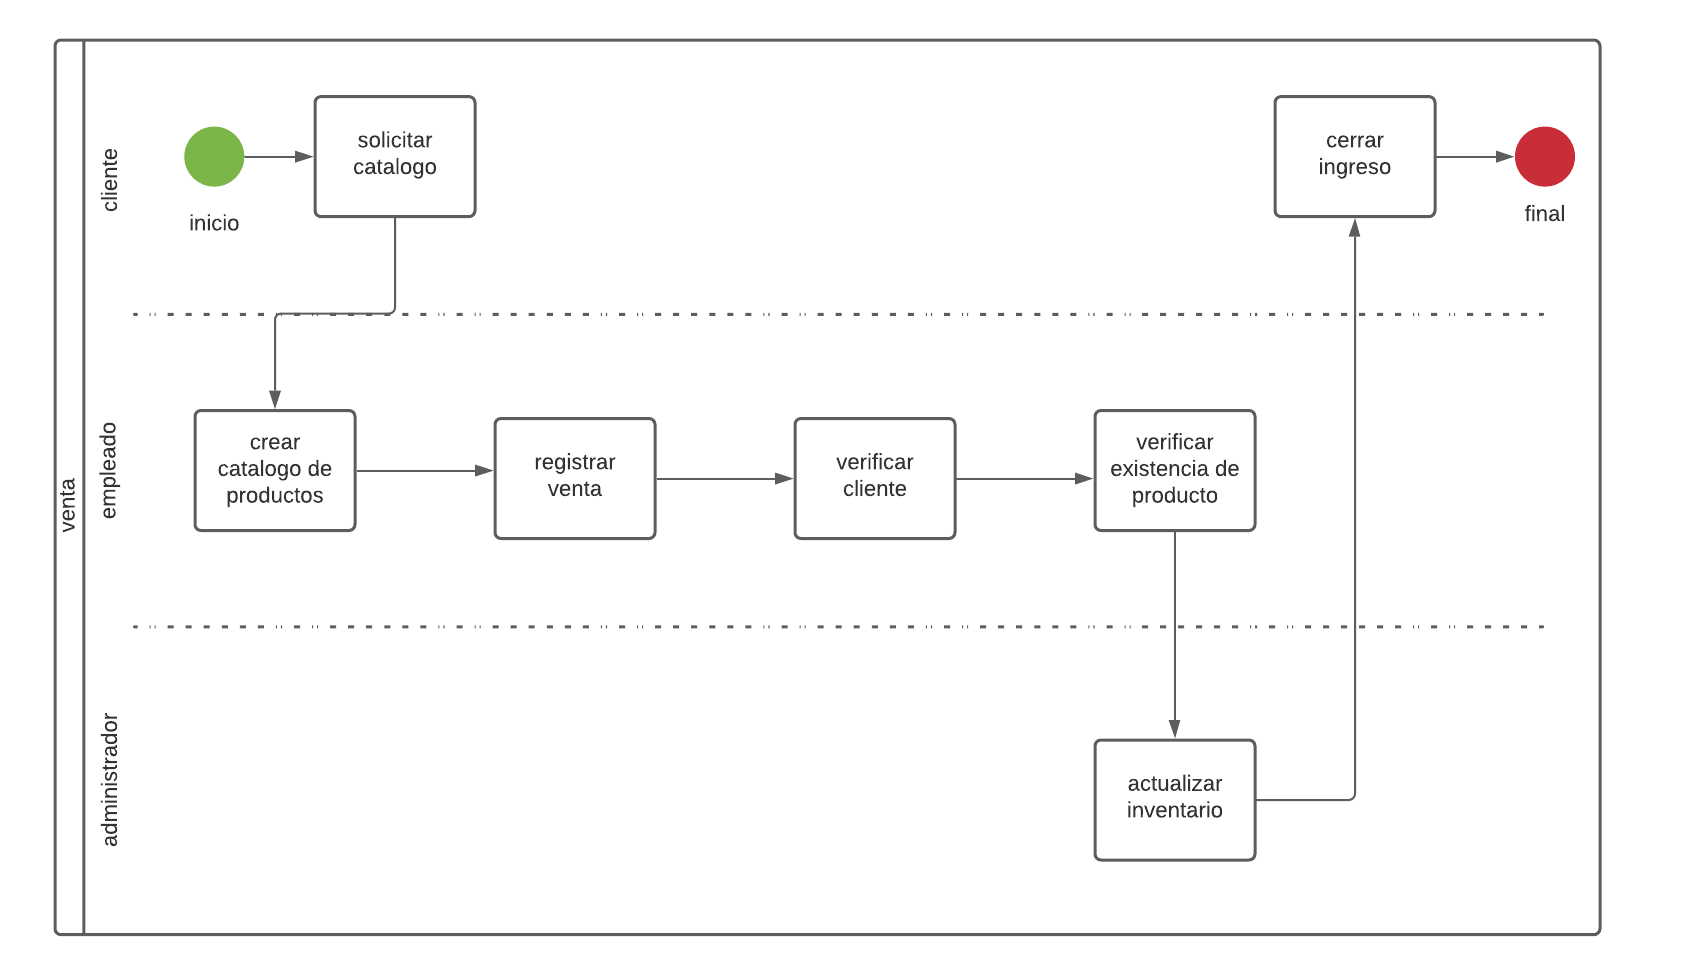 venta
cliente
inicio
solicitar
catalogo
cerrar
ingreso
final
empleado
crear
catalogo de
productos
registrar
venta
verificar
cliente
verificar
existencia de
producto
administrador
actualizar
inventario